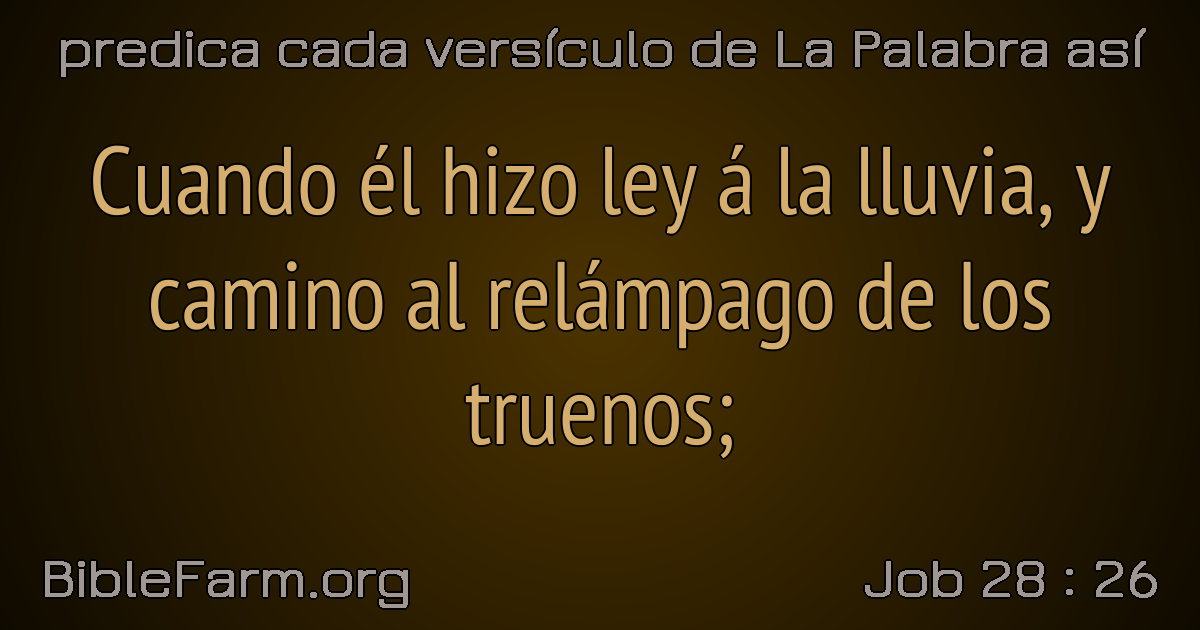 predica cada versículo de La Palabra así
Cuando él hizo ley á la lluvia, y
camino al relámpago de los
truenos;
BibleFarm.org
Job 28 : 26